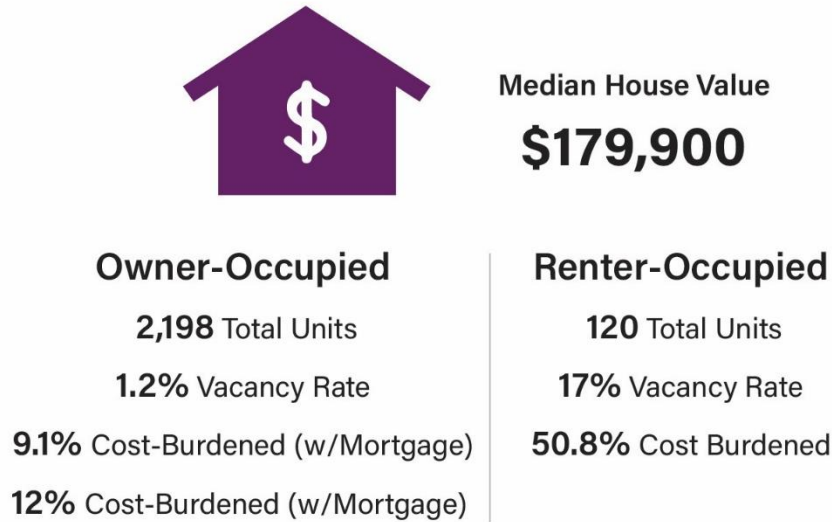 $
Median House Value
$179,900
Owner-Occupied
2,198 Total Units
1.2% Vacancy Rate
9.1% Cost-Burdened (w/Mortgage)
12% Cost-Burdened (w/Mortgage)
Renter-Occupied
120 Total Units
17% Vacancy Rate
50.8% Cost Burdened